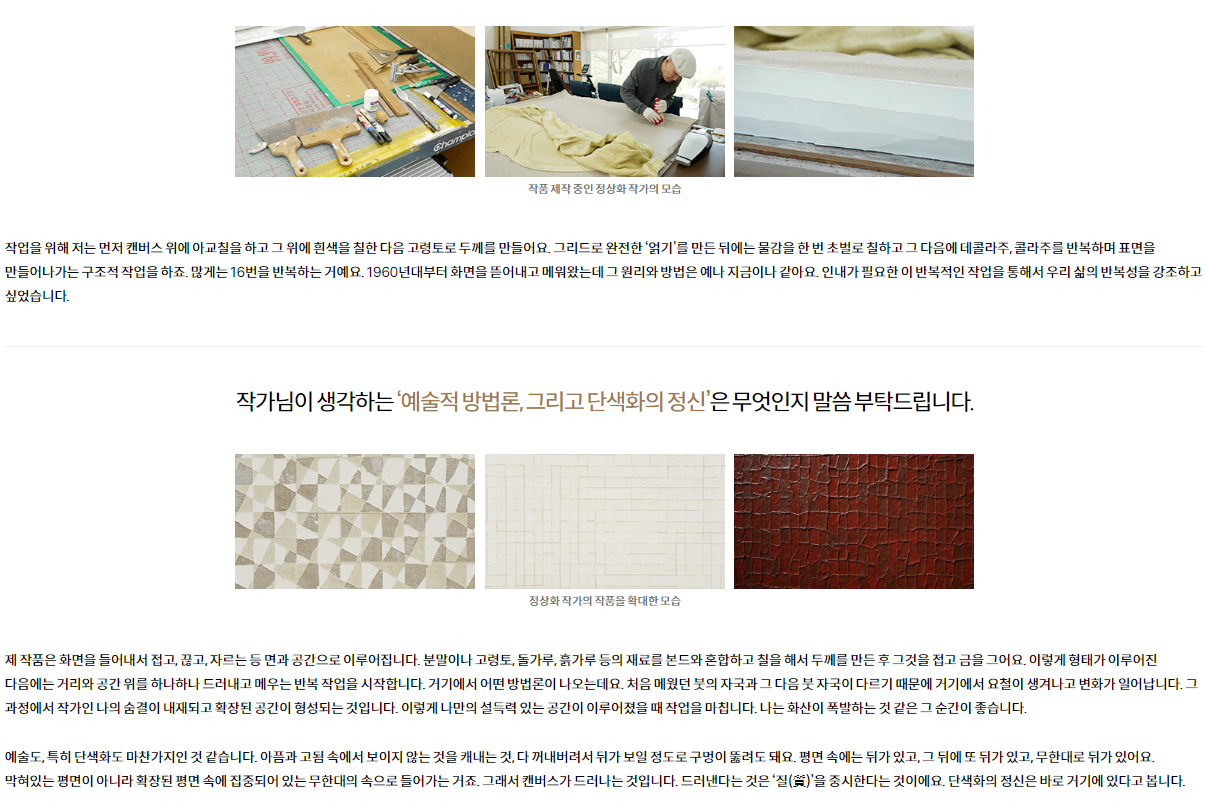 Champio
작품 제작 중인 정상화 작가의 모습
작업을 위해 저는 먼저 캔버스 위에 아교칠을 하고 그 위에 흰색을 칠한 다음 고령토로 두께를 만들어요. 그리드로 완전한 ‘얽기’를 만든 뒤에는 물감을 한 번 초벌로 칠하고 그 다음에 데콜라주, 콜라주를 반복하며 표면을
만들어나가는 구조적 작업을 하죠. 많게는 16번을 반복하는 거예요. 1960년대부터 화면을 뜯어내고 메워왔는데 그 원리와 방법은 예나 지금이나 같아요. 인내가 필요한 이 반복적인 작업을 통해서 우리 삶의 반복성을 강조하고
싶었습니다.
작가님이 생각하는 ‘예술적 방법론, 그리고 단색화의 정신’은 무엇인지 말씀 부탁드립니다.
정상화 작가의 작품을 확대한 모습
제 작품은 화면을 들어내서 접고, 끊고, 자르는 등 면과 공간으로 이루어집니다. 분말이나 고령토, 돌가루, 흙가루 등의 재료를 본드와 혼합하고 칠을 해서 두께를 만든 후 그것을 접고 금을 그어요. 이렇게 형태가 이루어진
다음에는 거리와 공간 위를 하나하나 드러내고 메우는 반복 작업을 시작합니다. 거기에서 어떤 방법론이 나오는데요. 처음 메웠던 붓의 자국과 그 다음 붓 자국이 다르기 때문에 거기에서 요철이 생겨나고 변화가 일어납니다. 그
과정에서 작가인 나의 숨결이 내재되고 확장된 공간이 형성되는 것입니다. 이렇게 나만의 설득력 있는 공간이 이루어졌을 때 작업을 마칩니다. 나는 화산이 폭발하는 것 같은 그 순간이 좋습니다.
예술도, 특히 단색화도 마찬가지인 것 같습니다. 아픔과 고됨 속에서 보이지 않는 것을 캐내는 것, 다 꺼내버려서 뒤가 보일 정도로 구멍이 뚫려도 돼요. 평면 속에는 뒤가 있고, 그 뒤에 또 뒤가 있고, 무한대로 뒤가 있어요.
막혀있는 평면이 아니라 확장된 평면 속에 집중되어 있는 무한대의 속으로 들어가는 거죠. 그래서 캔버스가 드러나는 것입니다. 드러낸다는 것은 ‘질(質)’을 중시한다는 것이에요. 단색화의 정신은 바로 거기에 있다고 봅니다.